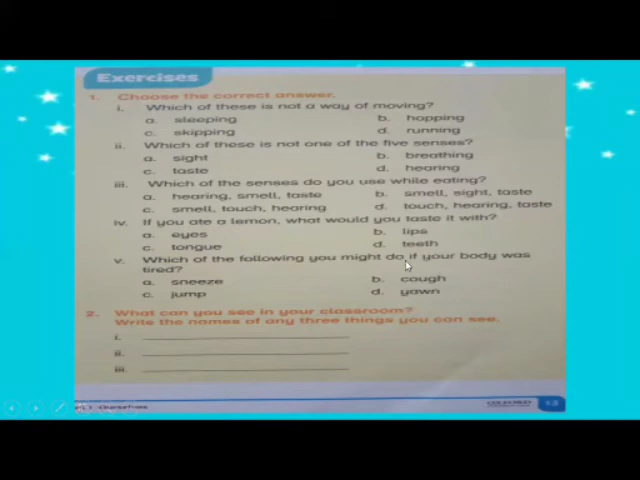 Exercises
1. Choose the correct answer.
i. Which of these is not a way of moving?
a. sleeping b. hopping
c. skipping d. running
ii. Which of these is not one of the five senses?
a. sight b. breathing
c. taste d. hearing
iii. Which of the senses do you use while eating?
a. hearing, smell, taste b. smell, sight, taste
c. smell, touch, hearing d. touch, hearing, taste
iv. If you ate a lemon, what would you taste it with?
a. eyes b. lips
c. tongue d. teeth
v. Which of the following you might do if your body was
tired?
a. sneeze b. cough
c. jump d. yawn
2. What can you see in your classroom?
Write the names of any three things you can see.
i.
ii.
iii.
Ourselves OXFORD 13